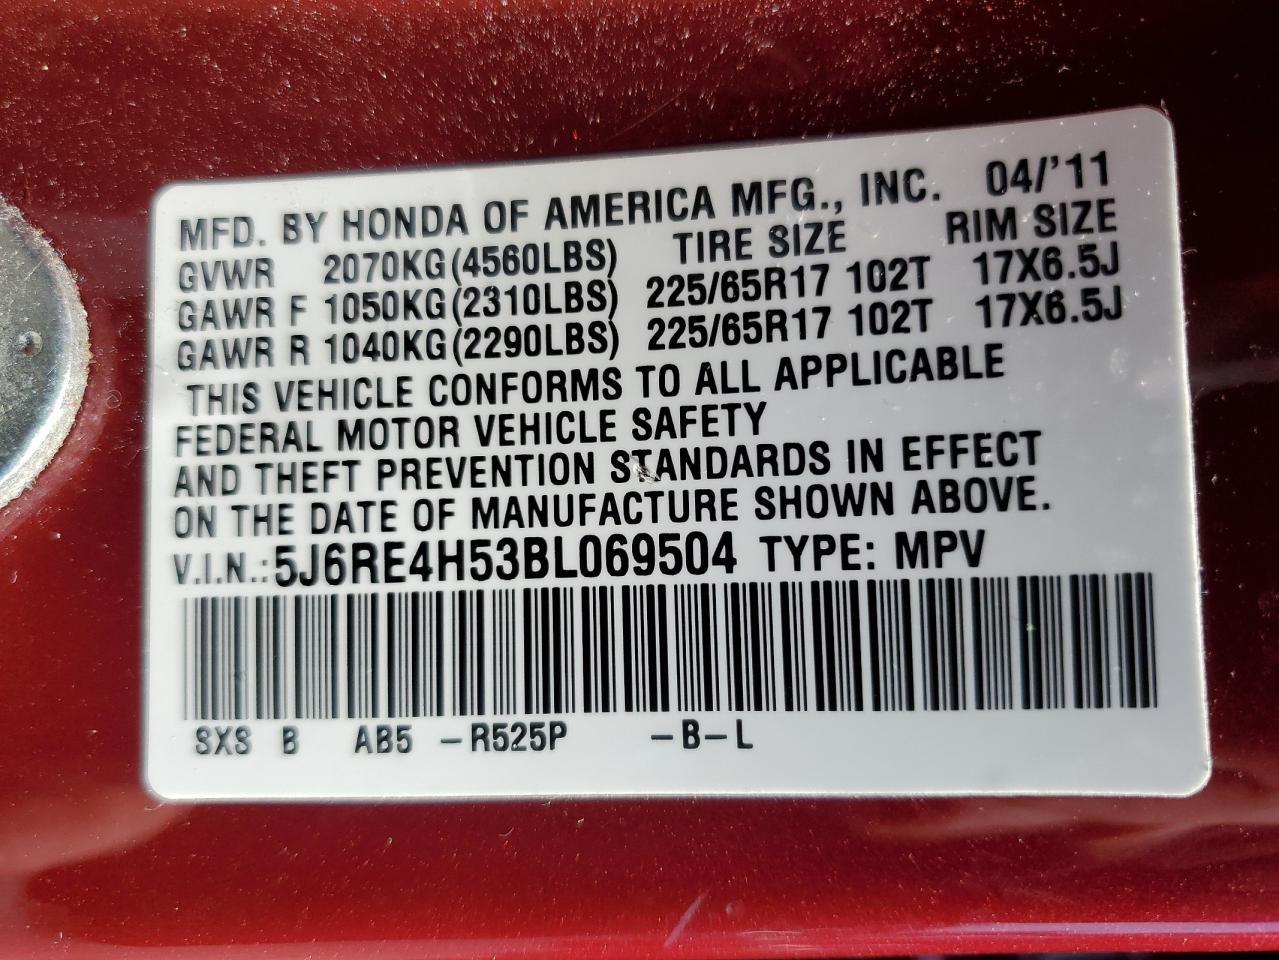 MFD. BY HONDA OF AMERICA MFG., INC. 04/'11
GVWR 2070KG(4560LBS) TIRE SIZE RIM SIZE
GAWR F 1050KG(2310LBS) 225/65R17 102T 17X6.5J
GAWR R 1040KG(2290LBS) 225/65R17 102T 17X6.5J
THIS VEHICLE CONFORMS TO ALL APPLICABLE
FEDERAL MOTOR VEHICLE SAFETY
AND THEFT PREVENTION STANDARDS IN EFFECT
ON THE DATE OF MANUFACTURE SHOWN ABOVE.
V.I.N.: 5J6RE4H53BL069504 TYPE: MPV
SXS B AB5 -R525P -B-L